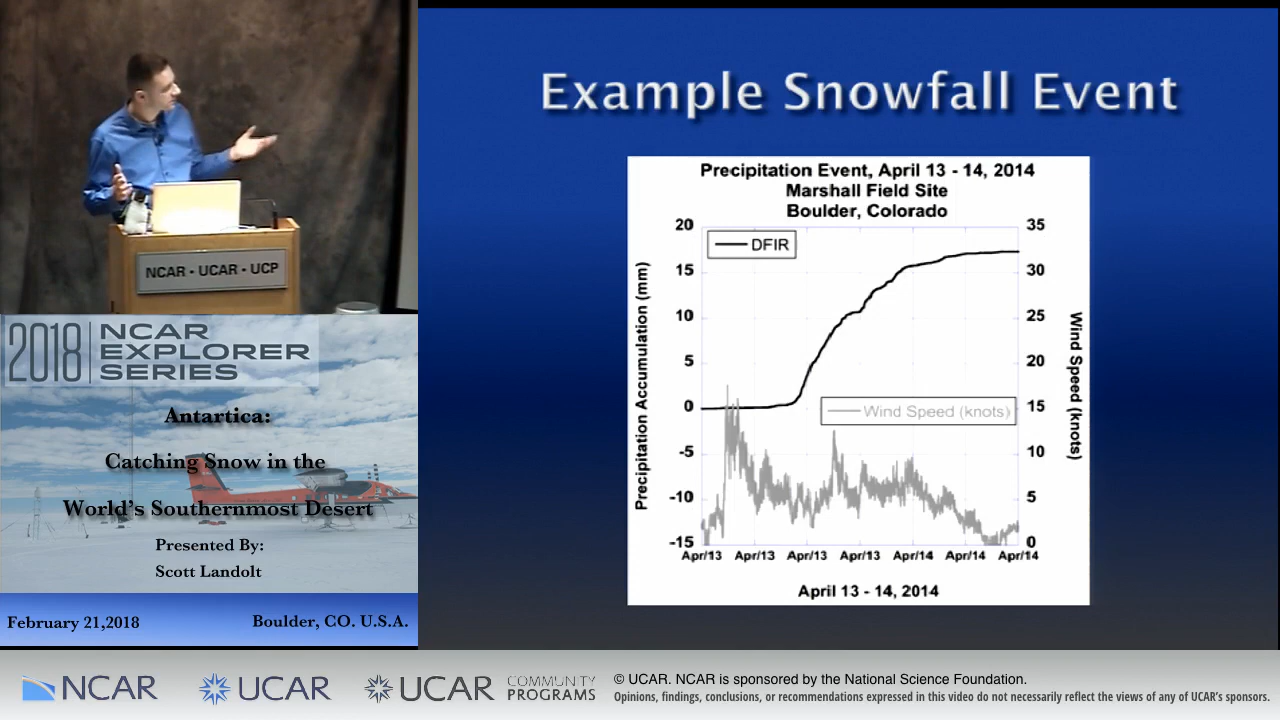 NCAR • UCAR • UCP
2018 NCAR
EXPLORER
SERIES
Antartica:
Catching Snow in the
World's Southernmost Desert
Presented By:
Scott Landolt
February 21,2018
Boulder, CO. U.S.A.
Example Snowfall Event
Precipitation Event, April 13 - 14, 2014
Marshall Field Site
Boulder, Colorado
DFIR
Wind Speed (knots)
Precipitation Accumulation (mm)
20
15
10
5
0
-5
-10
-15
35
30
25
20
15
10
5
0
Wind Speed (knots)
Apr/13 Apr/13 Apr/13 Apr/13 Apr/14 Apr/14 Apr/14
April 13 - 14, 2014
NCAR
UCAR
UCAR COMMUNITY
PROGRAMS
© UCAR. NCAR is sponsored by the National Science Foundation.
Opinions, findings, conclusions, or recommendations expressed in this video do not necessarily reflect the views of any of UCAR's sponsors.